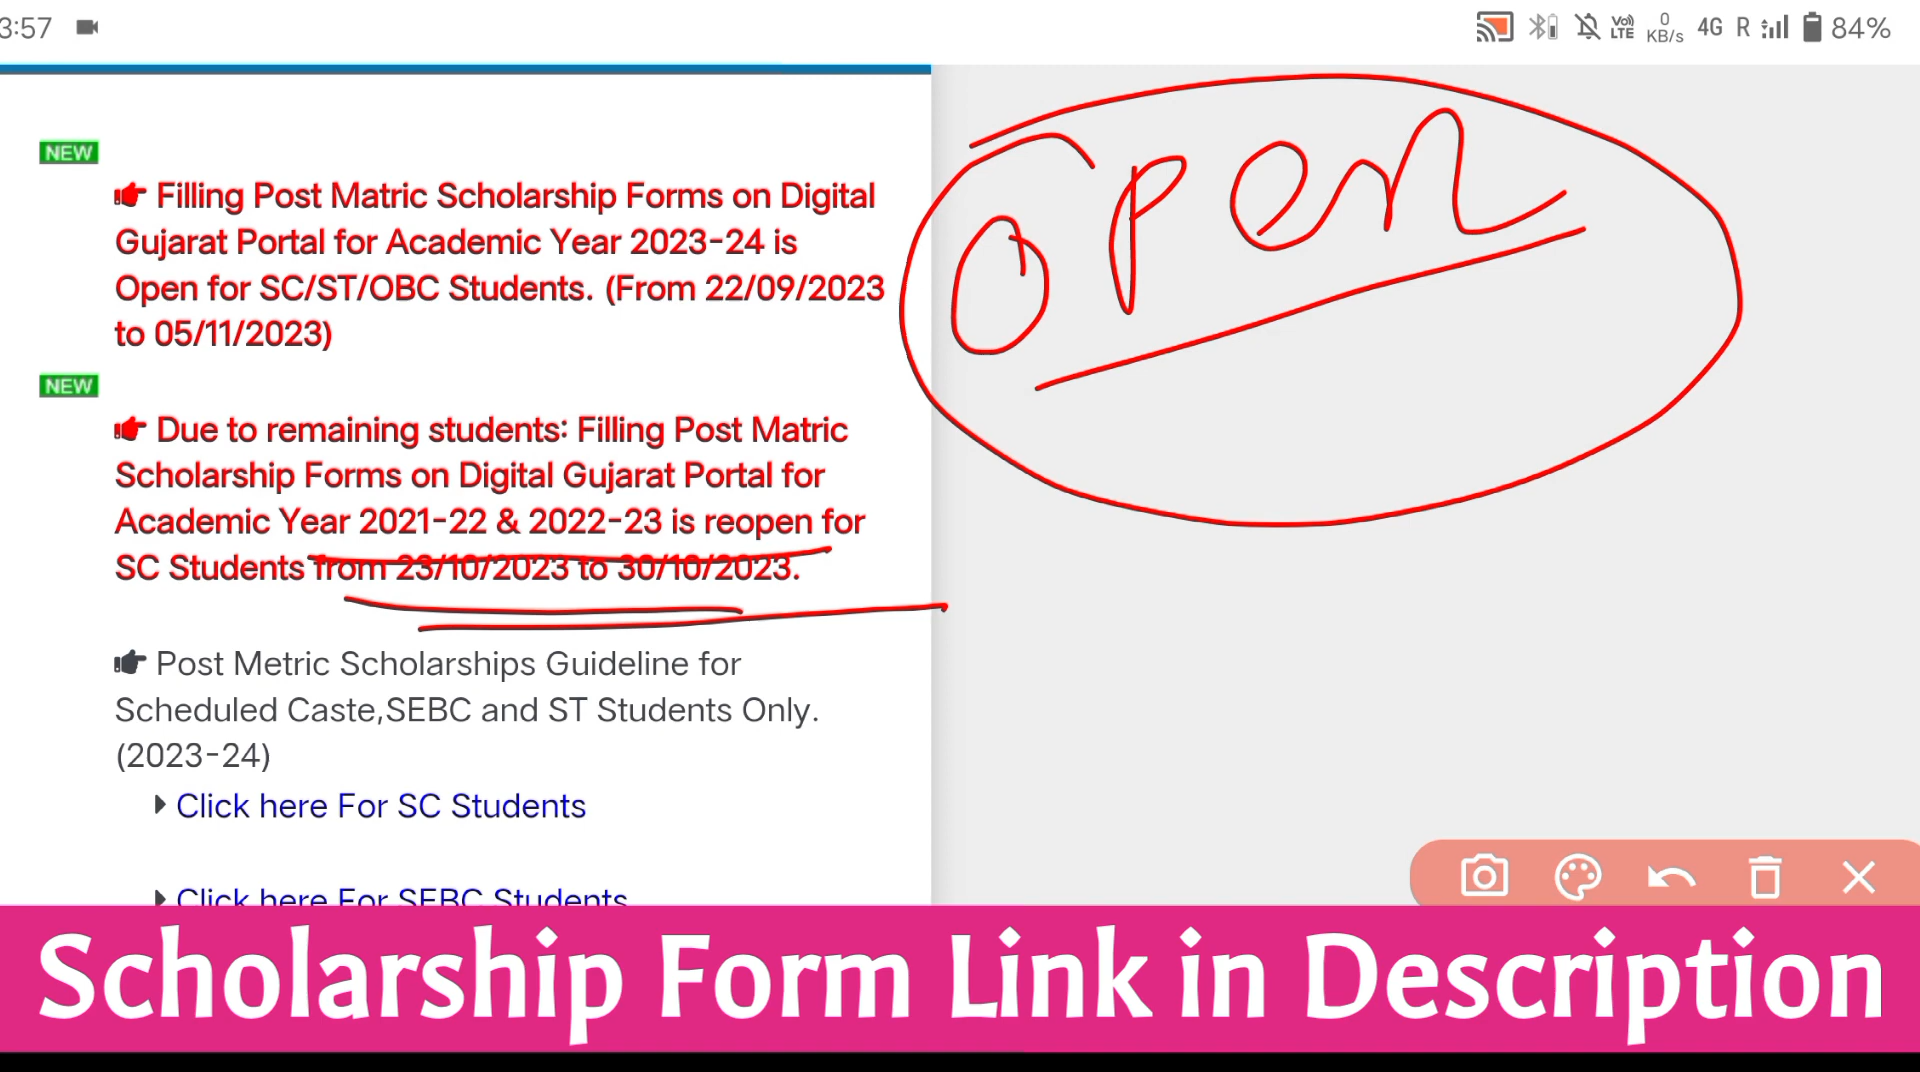 3:57
0 KB/s 4G R 84%
VoLTE
NEW
Filling Post Matric Scholarship Forms on Digital
Gujarat Portal for Academic Year 2023-24 is
Open for SC/ST/OBC Students. (From 22/09/2023
to 05/11/2023)
Open
NEW
Due to remaining students: Filling Post Matric
Scholarship Forms on Digital Gujarat Portal for
Academic Year 2021-22 & 2022-23 is reopen for
SC Students from 23/10/2023 to 30/10/2023.
Post Metric Scholarships Guideline for
Scheduled Caste,SEBC and ST Students Only.
(2023-24)
Click here For SC Students
Click here For SEBC Students
Scholarship Form Link in Description